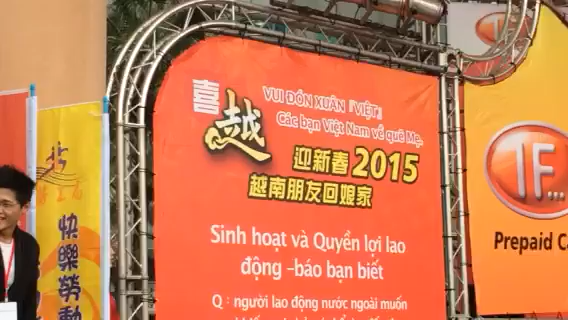 喜
越
VUI ĐÓN XUÂN『VIỆT』
Các bạn Việt Nam về quê Mẹ.
迎新春2015
越南朋友回娘家
Sinh hoạt và Quyền lợi lao
động –báo bạn biết
Q：người lao động nước ngoài muốn
快樂勞動
IF
IF...
Prepaid